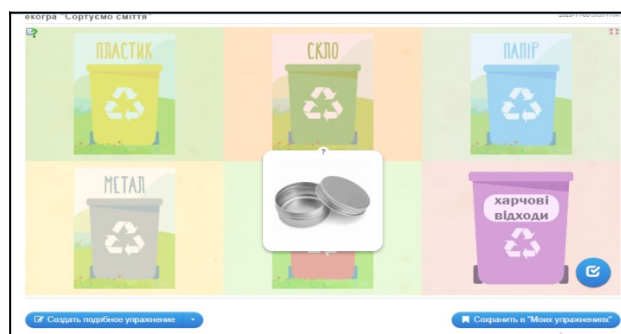 екогра "Сортуємо сміття"
ПЛАСТИК
СКЛО
ПАПІР
?
МЕТАЛ
харчові
відходи
Создать подобное упражнение
Сохранить в "Моих упражнениях"